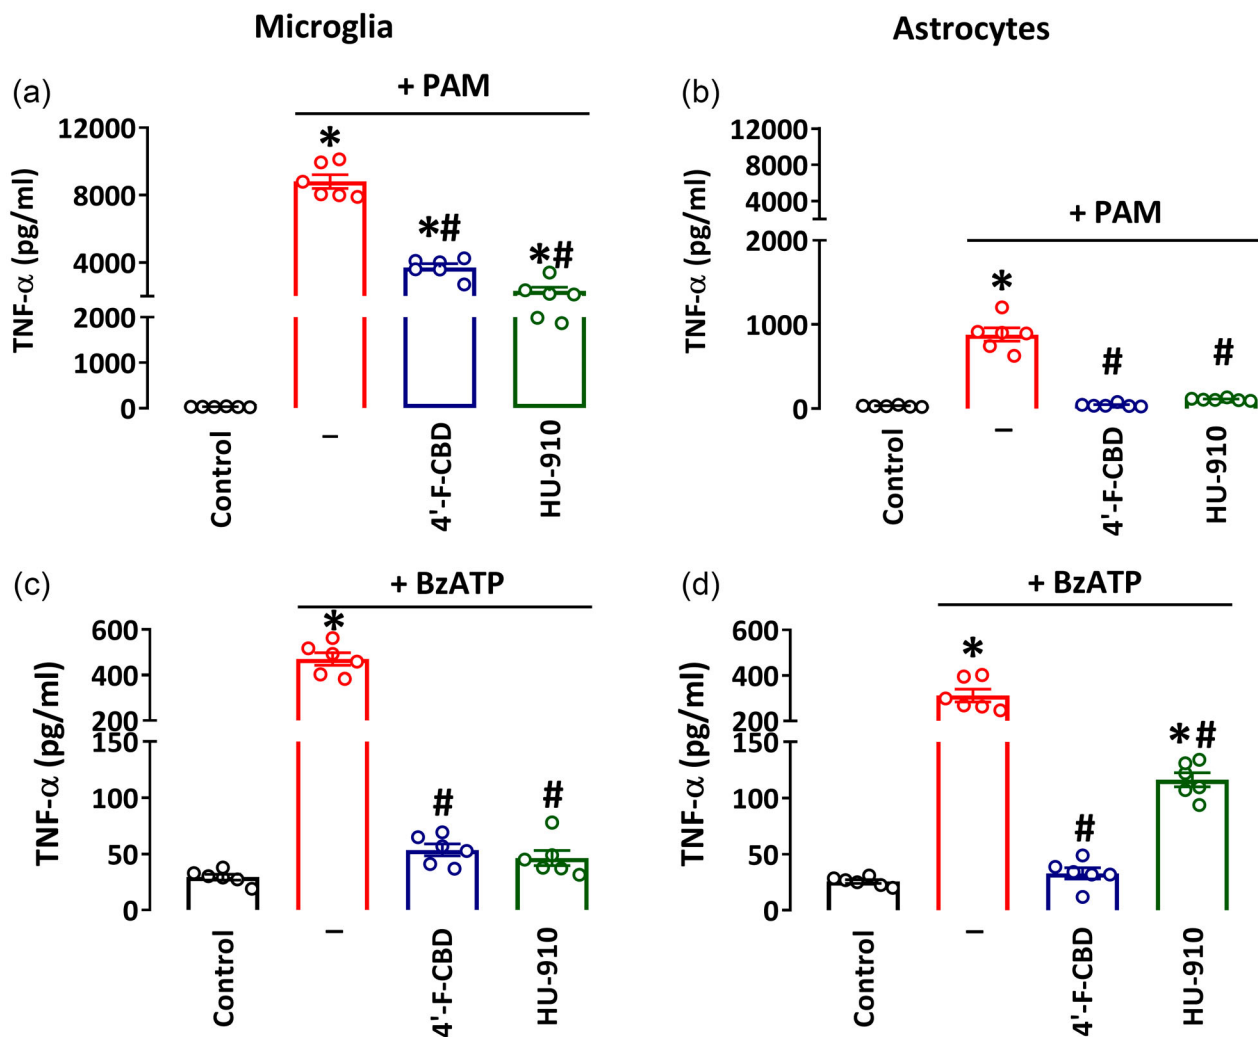 Microglia
Astrocytes
(a)
+ PAM
TNF-α (pg/ml)
12000
8000
4000
2000
1000
0
*
*#
*#
Control
–
4'-F-CBD
HU-910
(b)
+ PAM
TNF-α (pg/ml)
12000
8000
4000
2000
1000
0
*
#
#
Control
–
4'-F-CBD
HU-910
(c)
+ BzATP
TNF-α (pg/ml)
600
400
200
150
100
50
0
*
#
#
Control
–
4'-F-CBD
HU-910
(d)
+ BzATP
TNF-α (pg/ml)
600
400
200
150
100
50
0
*
#
*#
Control
–
4'-F-CBD
HU-910